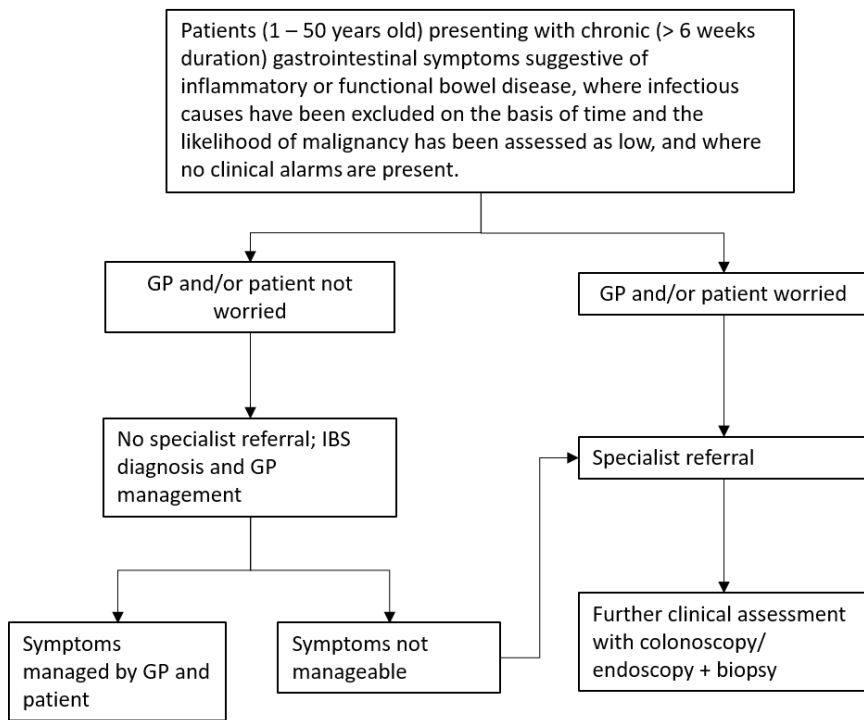 Patients (1 – 50 years old) presenting with chronic (> 6 weeks
duration) gastrointestinal symptoms suggestive of
inflammatory or functional bowel disease, where infectious
causes have been excluded on the basis of time and the
likelihood of malignancy has been assessed as low, and where
no clinical alarms are present.
GP and/or patient not
worried
GP and/or patient worried
No specialist referral; IBS
diagnosis and GP
management
Specialist referral
Symptoms
managed by GP and
patient
Symptoms not
manageable
Further clinical assessment
with colonoscopy/
endoscopy + biopsy